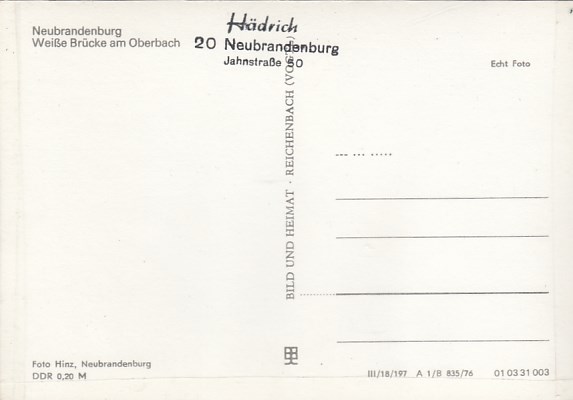 Neubrandenburg
Weiße Brücke am Oberbach
Hädrich
20 Neubrandenburg
Jahnstraße 50
Echt Foto
BILD UND HEIMAT · REICHENBACH (VOGTL)
Foto Hinz, Neubrandenburg
DDR 0,20 M
III/18/197 A 1/B 835/76 01 03 31 003